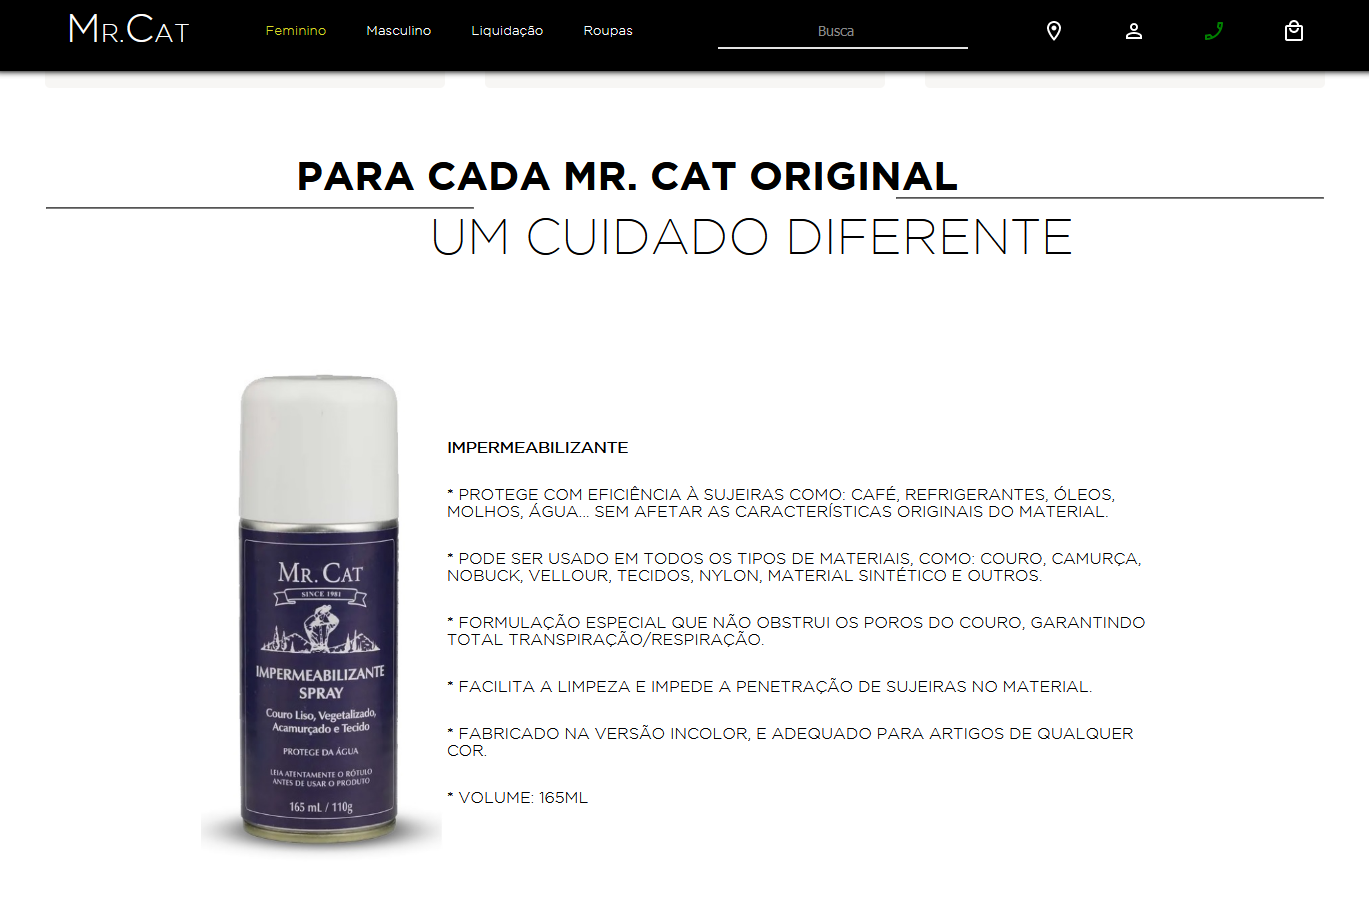 MR.CAT
Feminino
Masculino
Liquidação
Roupas
Busca
PARA CADA MR. CAT ORIGINAL
UM CUIDADO DIFERENTE
MR. CAT
SINCE 1981
IMPERMEABILIZANTE
SPRAY
Couro Liso, Vegetalizado,
Acamurçado e Tecido
PROTEGE DA ÁGUA
LEIA ATENTAMENTE O RÓTULO
ANTES DE USAR O PRODUTO
165 mL / 110g
IMPERMEABILIZANTE
* PROTEGE COM EFICIÊNCIA À SUJEIRAS COMO: CAFÉ, REFRIGERANTES, ÓLEOS,
MOLHOS, ÁGUA... SEM AFETAR AS CARACTERÍSTICAS ORIGINAIS DO MATERIAL.
* PODE SER USADO EM TODOS OS TIPOS DE MATERIAIS, COMO: COURO, CAMURÇA,
NOBUCK, VELLOUR, TECIDOS, NYLON, MATERIAL SINTÉTICO E OUTROS.
* FORMULAÇÃO ESPECIAL QUE NÃO OBSTRUI OS POROS DO COURO, GARANTINDO
TOTAL TRANSPIRAÇÃO/RESPIRAÇÃO.
* FACILITA A LIMPEZA E IMPEDE A PENETRAÇÃO DE SUJEIRAS NO MATERIAL.
* FABRICADO NA VERSÃO INCOLOR, E ADEQUADO PARA ARTIGOS DE QUALQUER
COR.
* VOLUME: 165ML